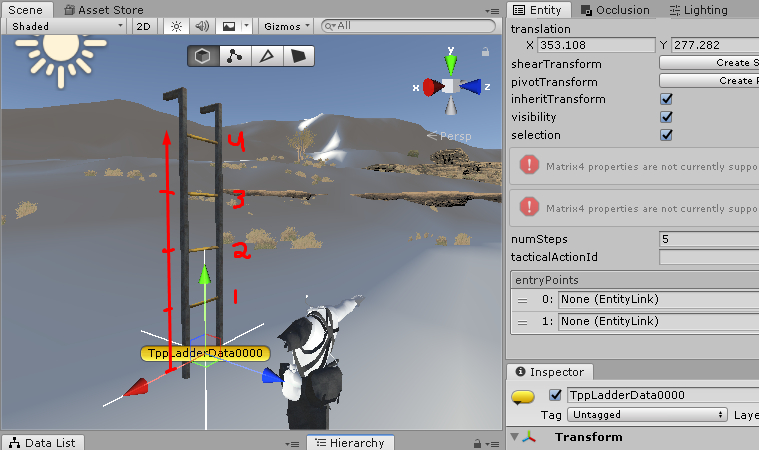 Scene
Asset Store
Shaded
2D
Gizmos
All
y
x
z
Persp
4
3
2
1
TppLadderData0000
Data List
Hierarchy
Entity
Occlusion
Lighting
translation
X 353.108 Y 277.282
shearTransform Create S
pivotTransform Create P
inheritTransform
visibility
selection
! Matrix4 properties are not currently suppo
! Matrix4 properties are not currently suppo
numSteps 5
tacticalActionId
entryPoints
0: None (EntityLink)
1: None (EntityLink)
Inspector
TppLadderData0000
Tag Untagged Laye
Transform